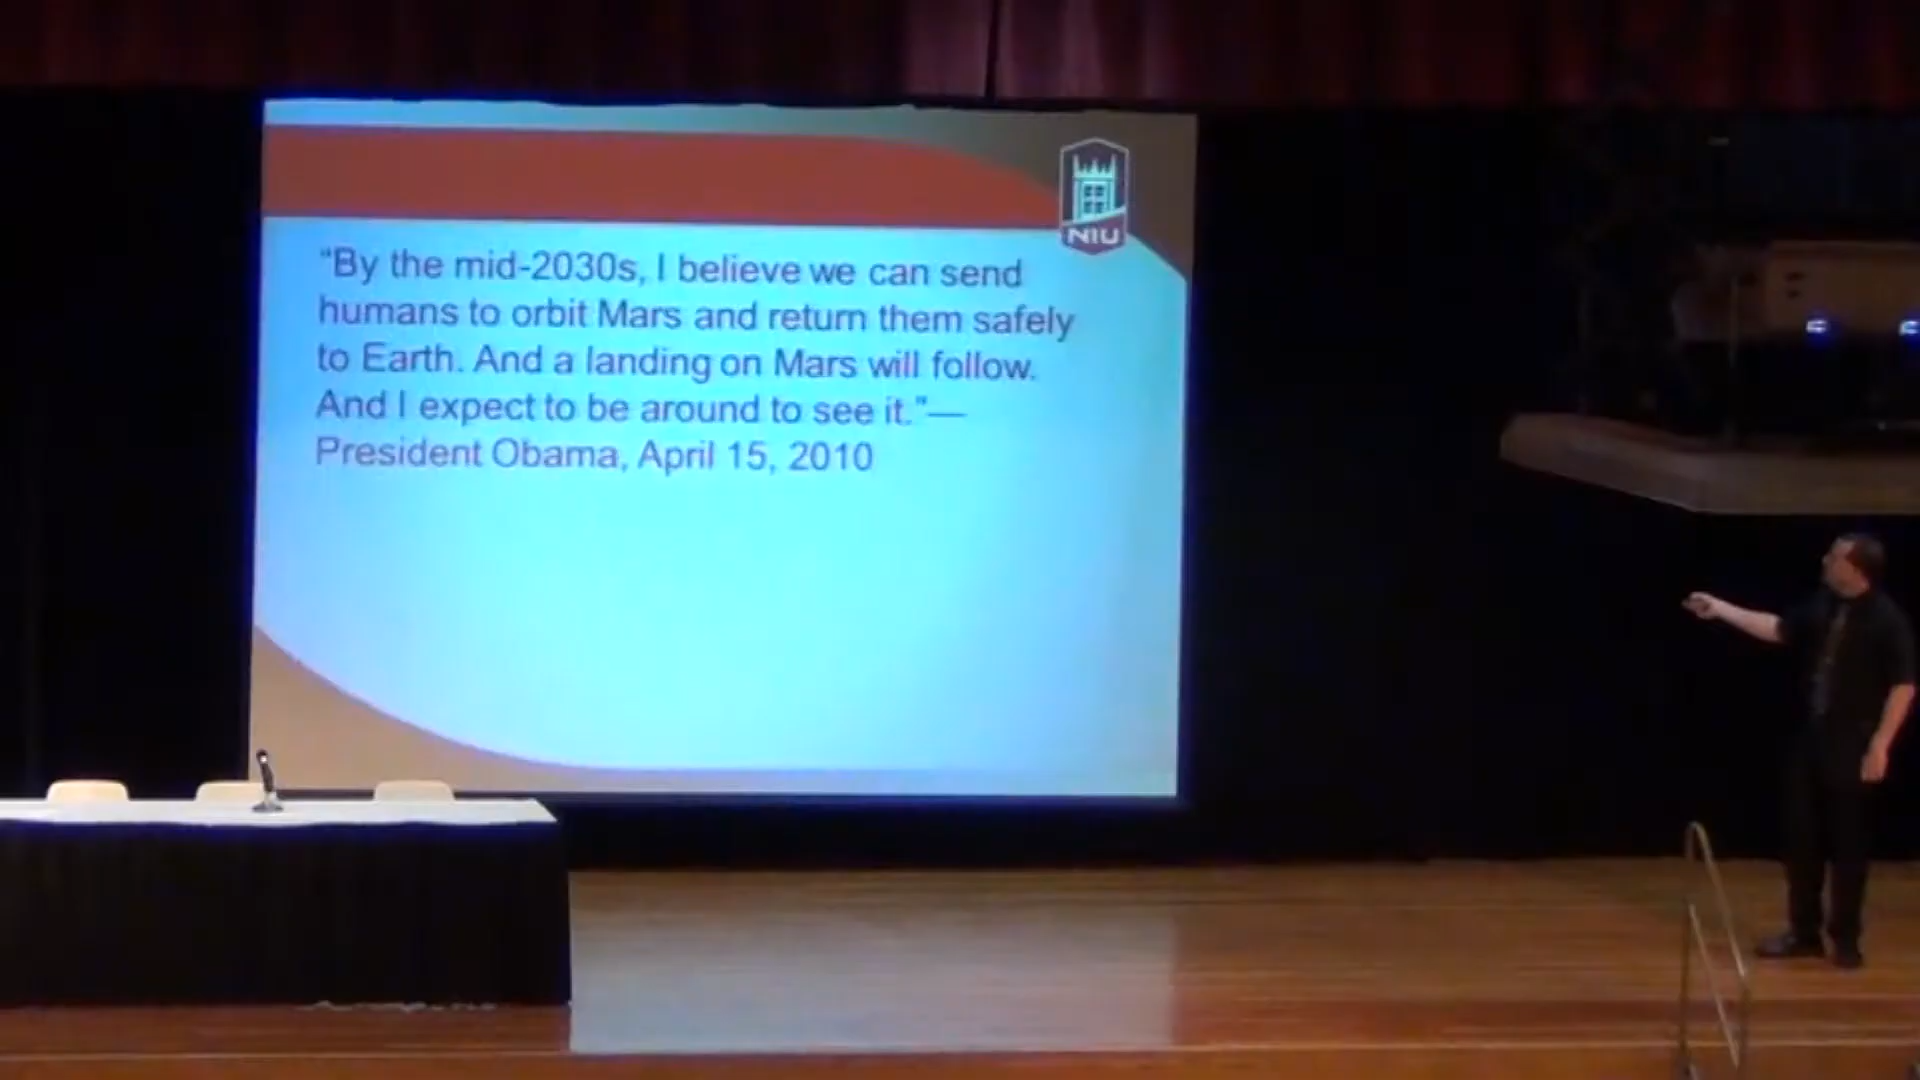 NIU
“By the mid-2030s, I believe we can send
humans to orbit Mars and return them safely
to Earth. And a landing on Mars will follow.
And I expect to be around to see it.”—
President Obama, April 15, 2010